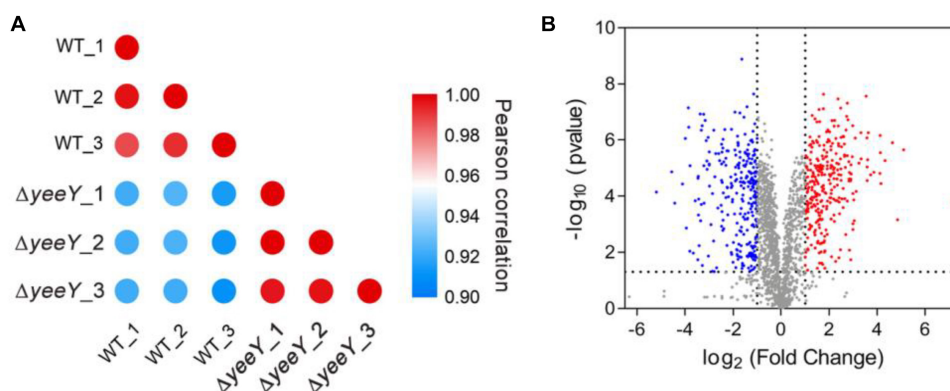 A
WT_1
WT_2
WT_3
ΔyeeY_1
ΔyeeY_2
ΔyeeY_3
WT_1
WT_2
WT_3
ΔyeeY_1
ΔyeeY_2
ΔyeeY_3
1.00
0.98
0.96
0.94
0.92
0.90
Pearson correlation
B
10
8
6
4
2
0
-log10 (pvalue)
-6 -4 -2 0 2 4 6
log2 (Fold Change)